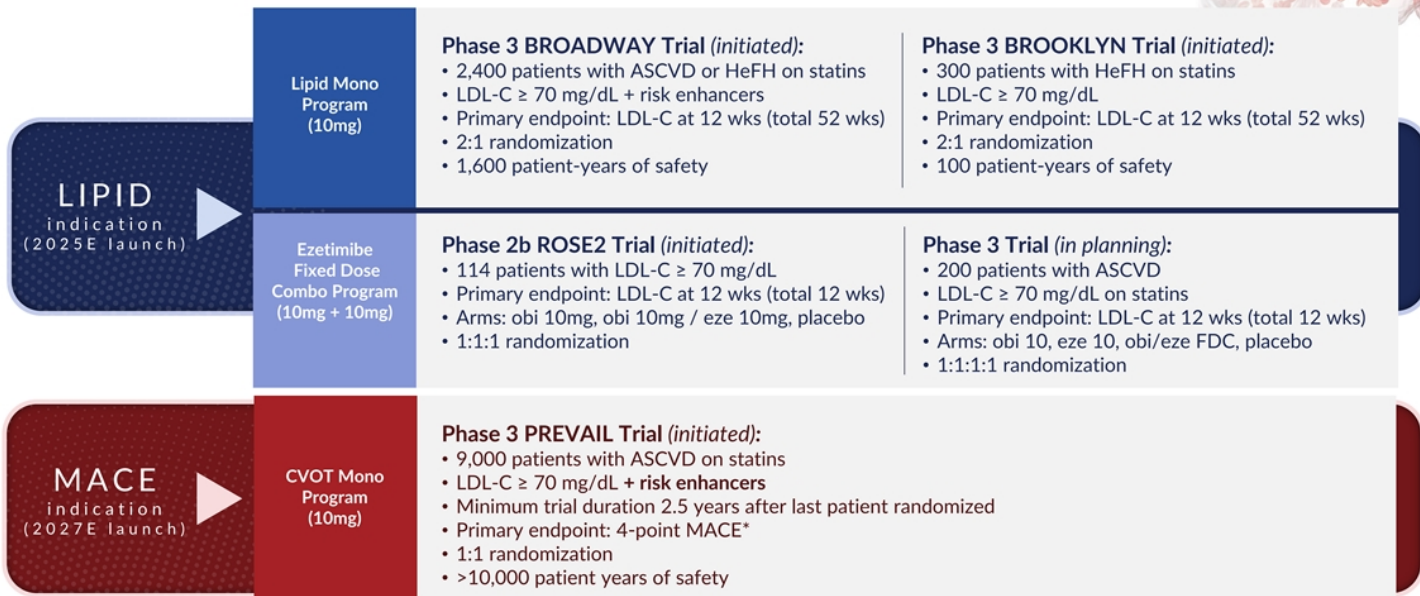 LIPID
indication
(2025E launch)
Lipid Mono
Program
(10mg)
Phase 3 BROADWAY Trial (initiated):
• 2,400 patients with ASCVD or HeFH on statins
• LDL-C ≥ 70 mg/dL + risk enhancers
• Primary endpoint: LDL-C at 12 wks (total 52 wks)
• 2:1 randomization
• 1,600 patient-years of safety
Phase 3 BROOKLYN Trial (initiated):
• 300 patients with HeFH on statins
• LDL-C ≥ 70 mg/dL
• Primary endpoint: LDL-C at 12 wks (total 52 wks)
• 2:1 randomization
• 100 patient-years of safety
Ezetimibe
Fixed Dose
Combo Program
(10mg + 10mg)
Phase 2b ROSE2 Trial (initiated):
• 114 patients with LDL-C ≥ 70 mg/dL
• Primary endpoint: LDL-C at 12 wks (total 12 wks)
• Arms: obi 10mg, obi 10mg / eze 10mg, placebo
• 1:1:1 randomization
Phase 3 Trial (in planning):
• 200 patients with ASCVD
• LDL-C ≥ 70 mg/dL on statins
• Primary endpoint: LDL-C at 12 wks (total 12 wks)
• Arms: obi 10, eze 10, obi/eze FDC, placebo
• 1:1:1:1 randomization
MACE
indication
(2027E launch)
CVOT Mono
Program
(10mg)
Phase 3 PREVAIL Trial (initiated):
• 9,000 patients with ASCVD on statins
• LDL-C ≥ 70 mg/dL + risk enhancers
• Minimum trial duration 2.5 years after last patient randomized
• Primary endpoint: 4-point MACE*
• 1:1 randomization
• >10,000 patient years of safety